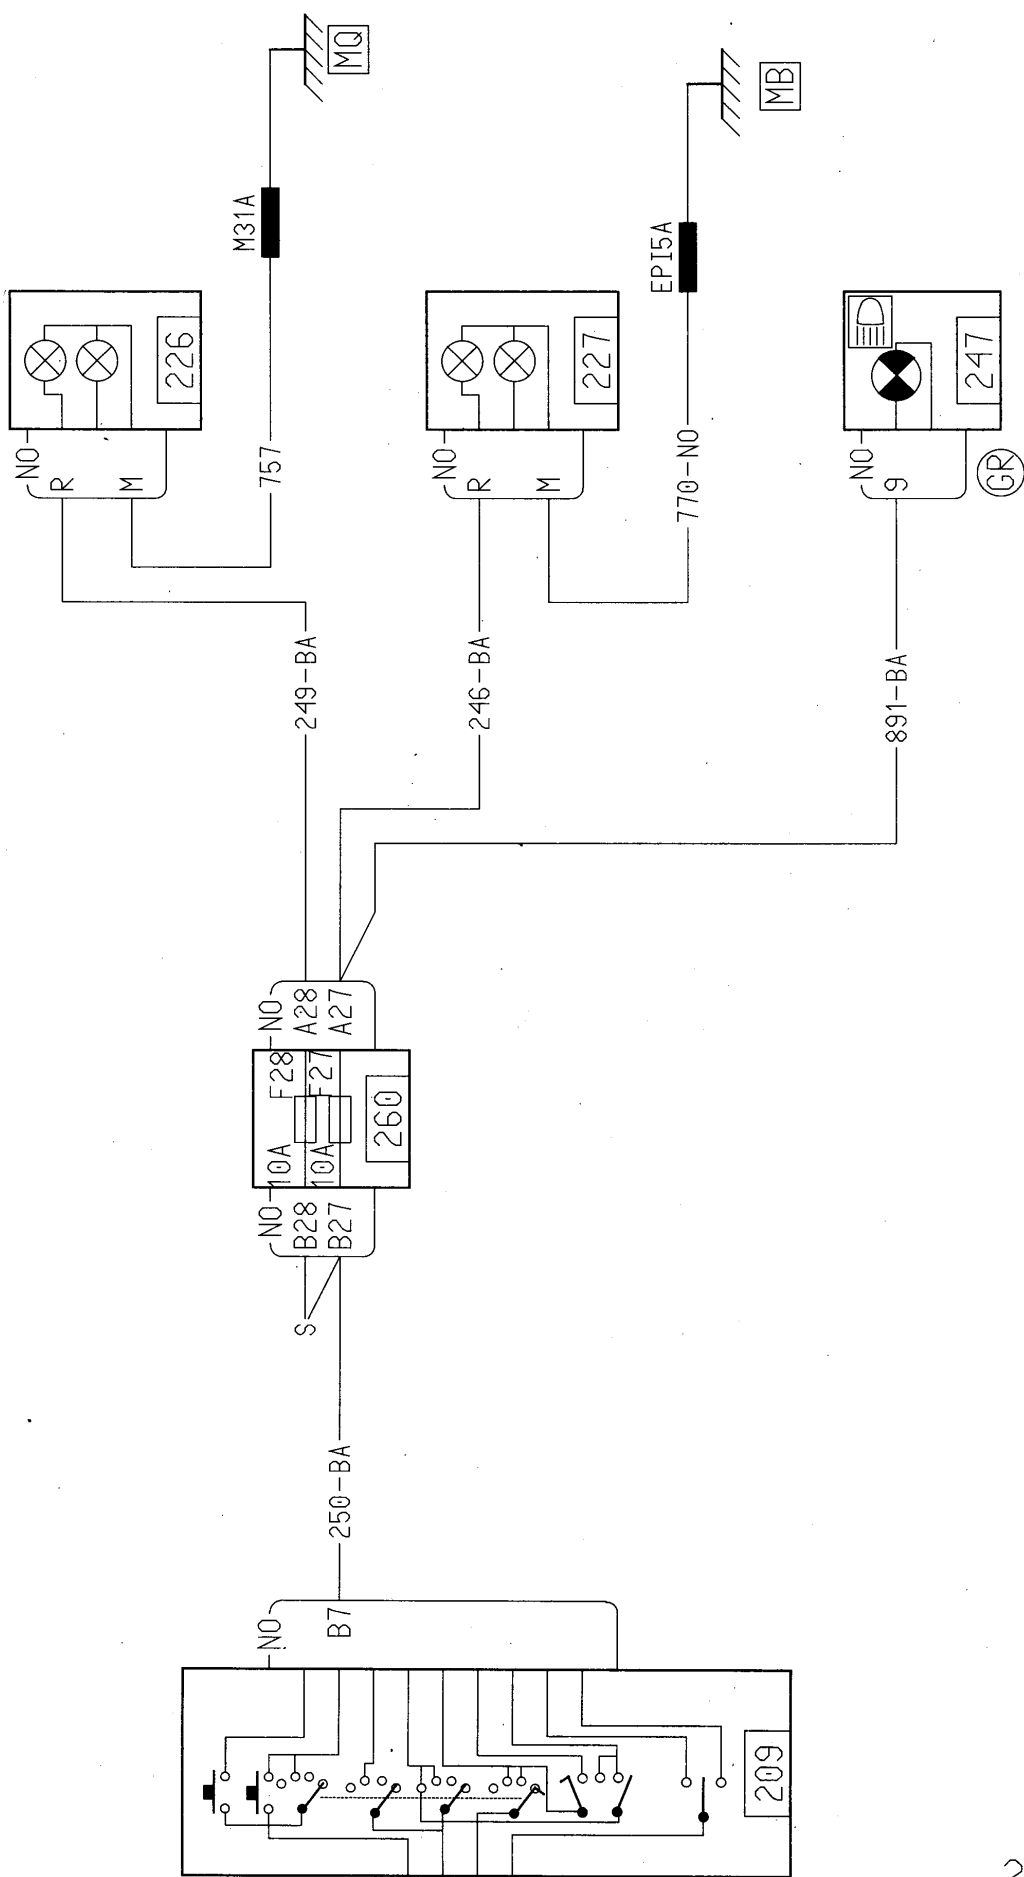 MQ
MB
M31A
EPI5A
226
227
247
NO
R
M
757
NO
R
M
770-NO
NO
9
GR
249-BA
246-BA
891-BA
NO
A28
A27
F28
F27
10A
10A
260
NO
B28
B27
S
250-BA
NO
B7
209